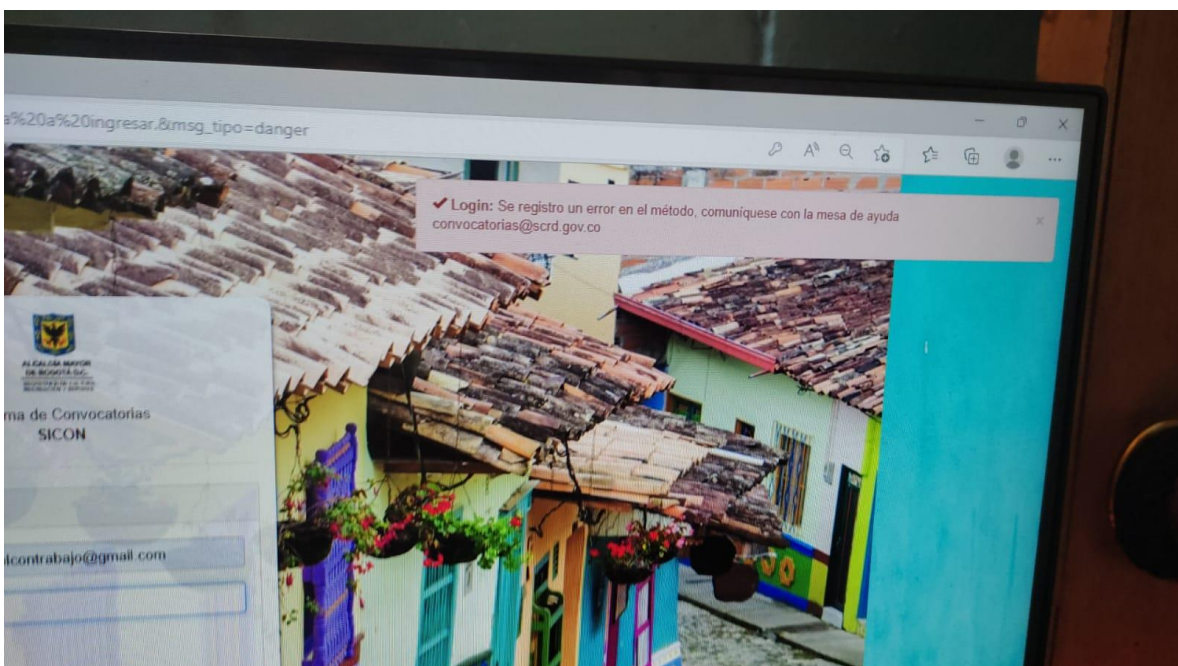 a%20a%20ingresar.&msg_tipo=danger
✔ Login: Se registro un error en el método, comuníquese con la mesa de ayuda
convocatorias@scrd.gov.co
ALCALDÍA MAYOR
DE BOGOTÁ D.C.
ma de Convocatorias
SICON
lcontrabajo@gmail.com